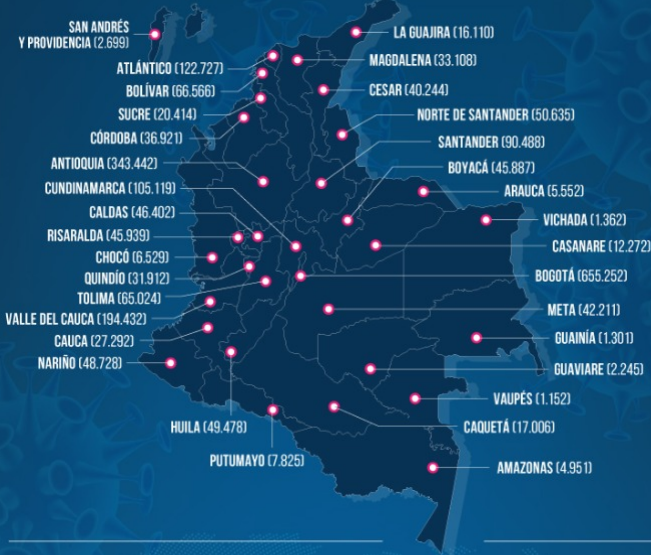 SAN ANDRÉS
Y PROVIDENCIA (2.699)
ATLÁNTICO (122.727)
BOLÍVAR (66.566)
SUCRE (20.414)
CÓRDOBA (36.921)
ANTIOQUIA (343.442)
CUNDINAMARCA (105.119)
CALDAS (46.402)
RISARALDA (45.939)
CHOCÓ (6.529)
QUINDÍO (31.912)
TOLIMA (65.024)
VALLE DEL CAUCA (194.432)
CAUCA (27.292)
NARIÑO (48.728)
HUILA (49.478)
PUTUMAYO (7.825)
LA GUAJIRA (16.110)
MAGDALENA (33.108)
CESAR (40.244)
NORTE DE SANTANDER (50.635)
SANTANDER (90.488)
BOYACÁ (45.887)
ARAUCA (5.552)
VICHADA (1.362)
CASANARE (12.272)
BOGOTÁ (655.252)
META (42.211)
GUAINÍA (1.301)
GUAVIARE (2.245)
VAUPÉS (1.152)
CAQUETÁ (17.006)
AMAZONAS (4.951)